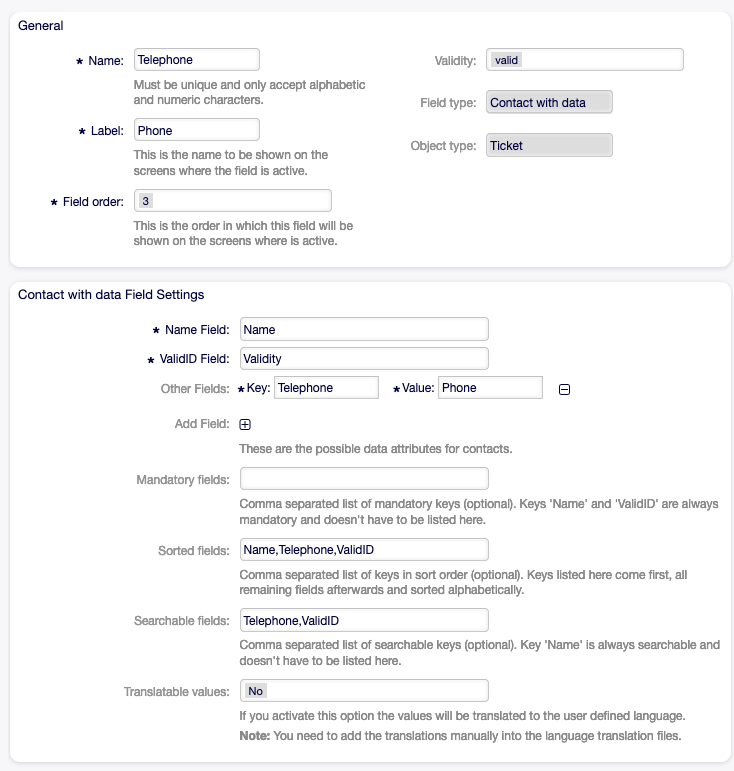 General
* Name: Telephone
Must be unique and only accept alphabetic
and numeric characters.
* Label: Phone
This is the name to be shown on the
screens where the field is active.
* Field order: 3
This is the order in which this field will be
shown on the screens where is active.
Validity: valid
Field type: Contact with data
Object type: Ticket
Contact with data Field Settings
* Name Field: Name
* ValidID Field: Validity
Other Fields: * Key: Telephone * Value: Phone
Add Field:
These are the possible data attributes for contacts.
Mandatory fields:
Comma separated list of mandatory keys (optional). Keys 'Name' and 'ValidID' are always
mandatory and doesn't have to be listed here.
Sorted fields: Name,Telephone,ValidID
Comma separated list of keys in sort order (optional). Keys listed here come first, all
remaining fields afterwards and sorted alphabetically.
Searchable fields: Telephone,ValidID
Comma separated list of searchable keys (optional). Key 'Name' is always searchable and
doesn't have to be listed here.
Translatable values: No
If you activate this option the values will be translated to the user defined language.
Note: You need to add the translations manually into the language translation files.